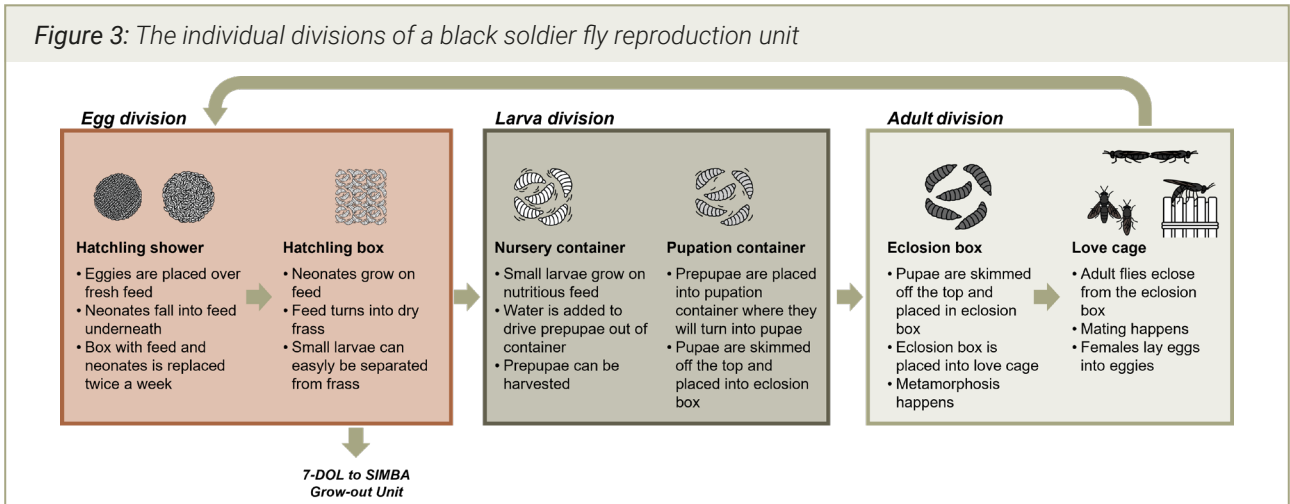 Figure 3: The individual divisions of a black soldier fly reproduction unit
Egg division
Hatchling shower
• Eggies are placed over
fresh feed
• Neonates fall into feed
underneath
• Box with feed and
neonates is replaced
twice a week
Hatchling box
• Neonates grow on
feed
• Feed turns into dry
frass
• Small larvae can
easyly be separated
from frass
7-DOL to SIMBA
Grow-out Unit
Larva division
Nursery container
• Small larvae grow on
nutritious feed
• Water is added to
drive prepupae out of
container
• Prepupae can be
harvested
Pupation container
• Prepupae are placed
into pupation
container where they
will turn into pupae
• Pupae are skimmed
off the top and
placed into eclosion
box
Adult division
Eclosion box
• Pupae are skimmed
off the top and
placed in eclosion
box
• Eclosion box is
placed into love cage
• Metamorphosis
happens
Love cage
• Adult flies eclose
from the eclosion
box
• Mating happens
• Females lay eggs
into eggies